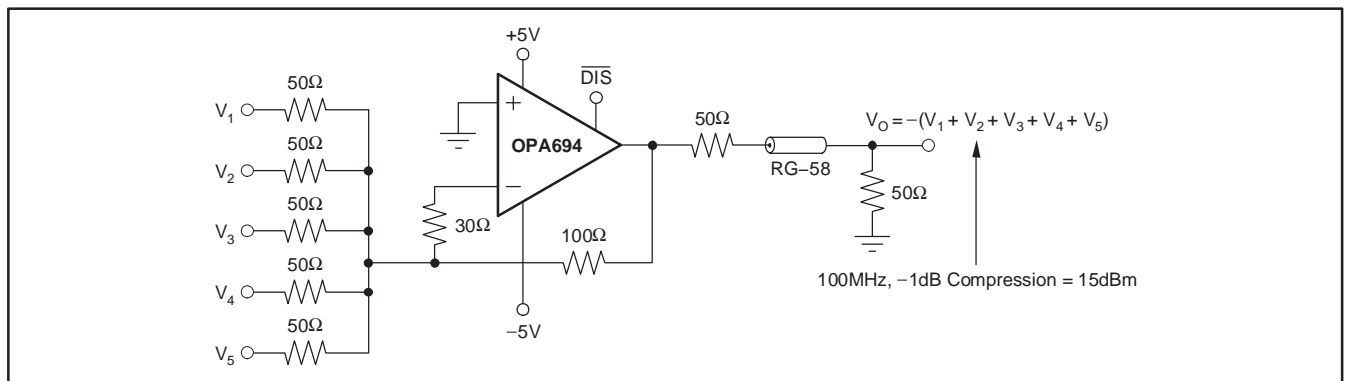 +5V
DIS
50Ω
V1
50Ω
V2
50Ω
V3
50Ω
V4
50Ω
V5
+
OPA694
−
30Ω
100Ω
−5V
50Ω
RG−58
50Ω
VO = −(V1 + V2 + V3 + V4 + V5)
100MHz, −1dB Compression = 15dBm